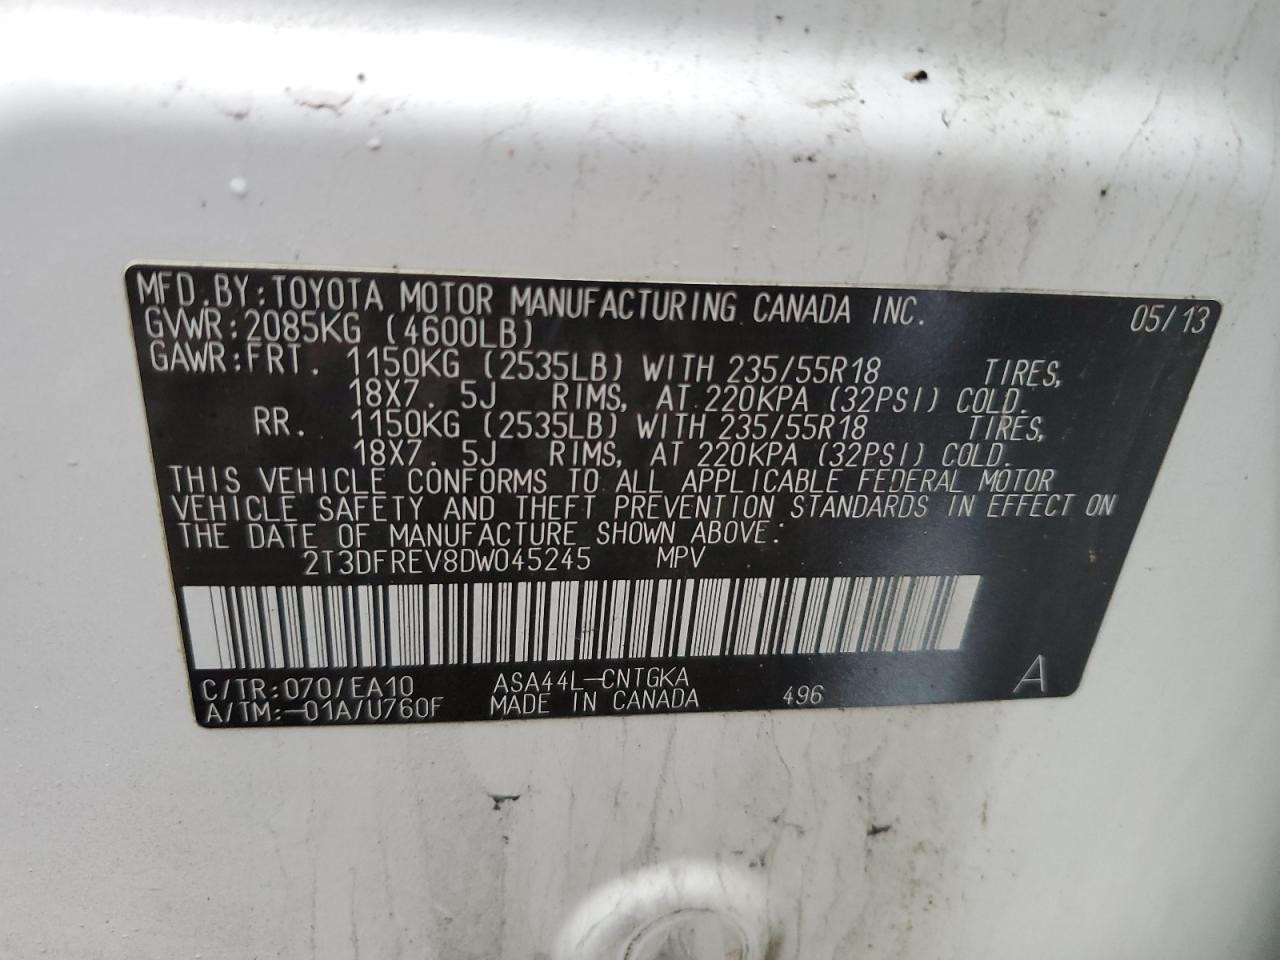 MFD. BY: TOYOTA MOTOR MANUFACTURING CANADA INC. 05/13
GVWR: 2085KG (4600LB)
GAWR: FRT. 1150KG (2535LB) WITH 235/55R18 TIRES,
18X7. 5J RIMS, AT 220KPA (32PSI) COLD.
RR. 1150KG (2535LB) WITH 235/55R18 TIRES,
18X7. 5J RIMS, AT 220KPA (32PSI) COLD.
THIS VEHICLE CONFORMS TO ALL APPLICABLE FEDERAL MOTOR
VEHICLE SAFETY AND THEFT PREVENTION STANDARDS IN EFFECT ON
THE DATE OF MANUFACTURE SHOWN ABOVE:
2T3DFREV8DW045245 MPV
C/TR: 070/EA10 ASA44L-CNTGKA A
A/TM: -01A/U760F MADE IN CANADA 496